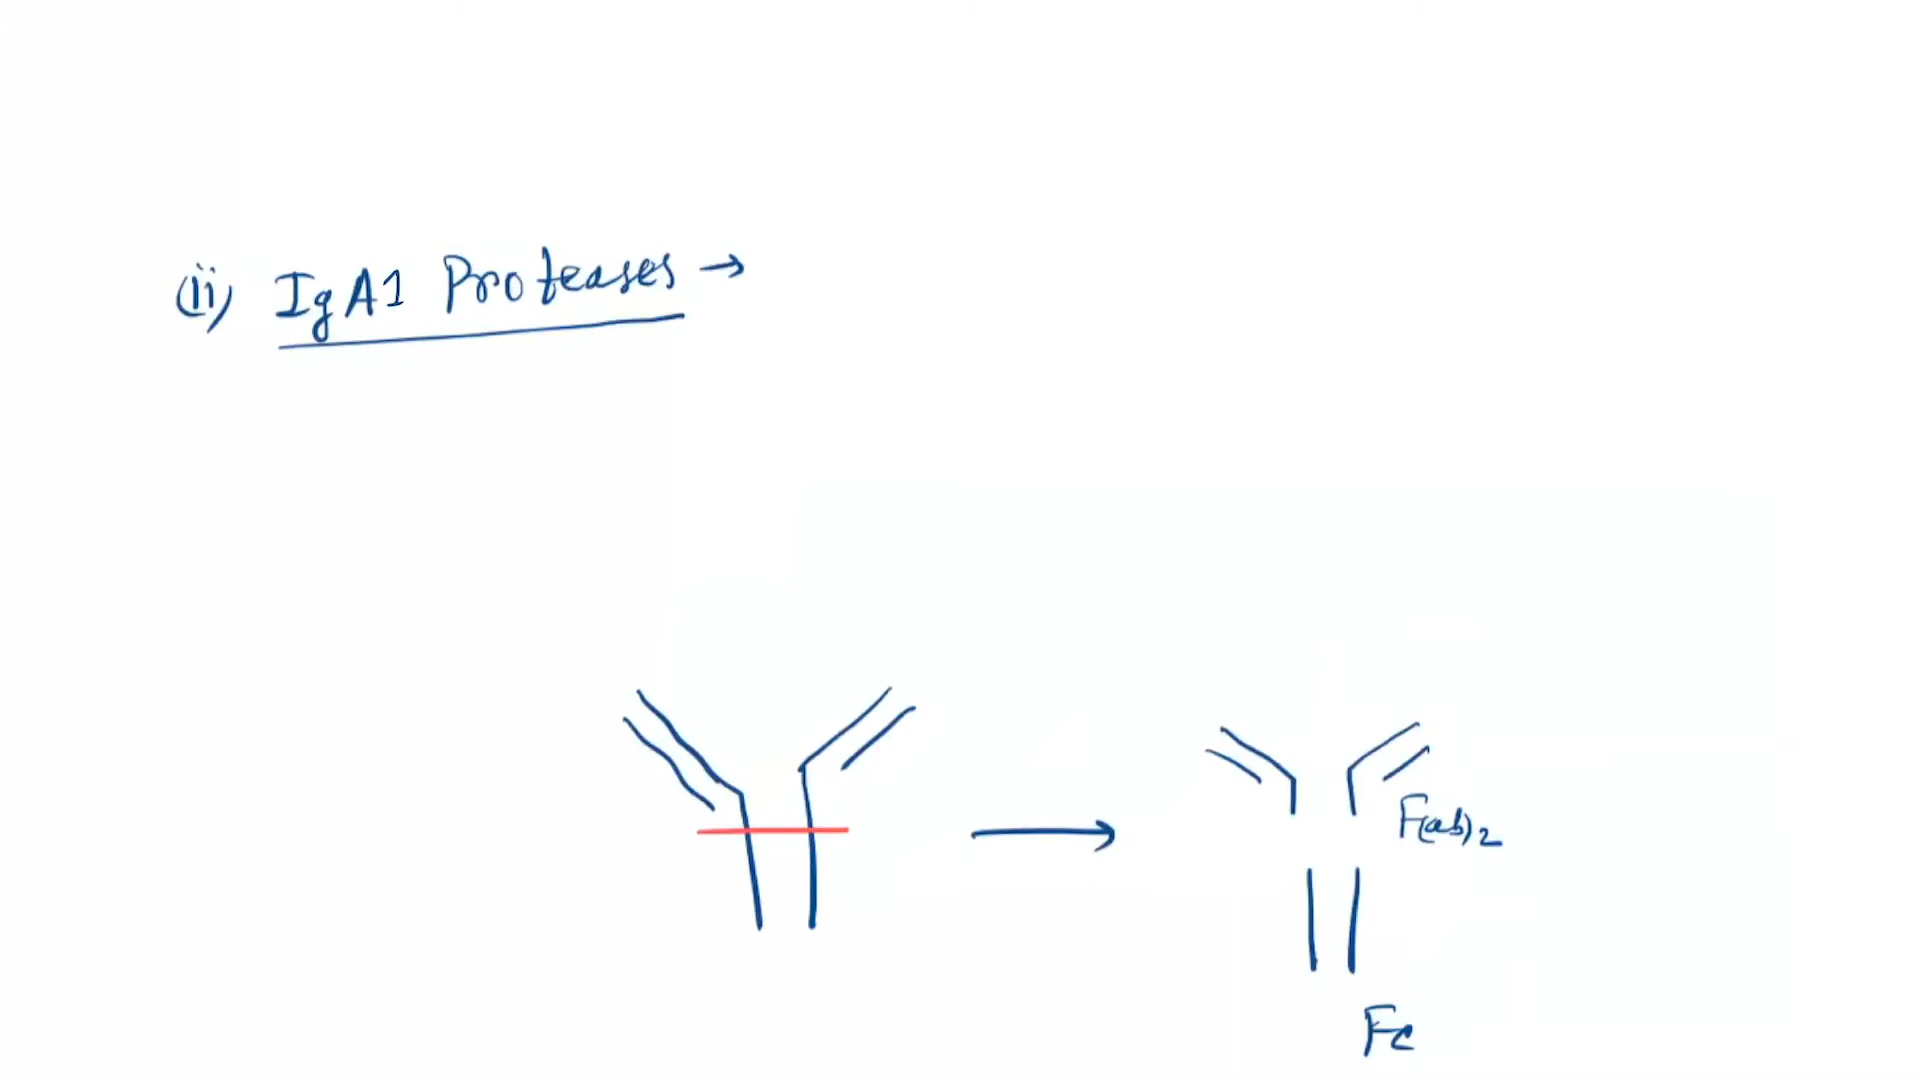 (ii) IgA1 Proteases →
F(ab)2
Fc